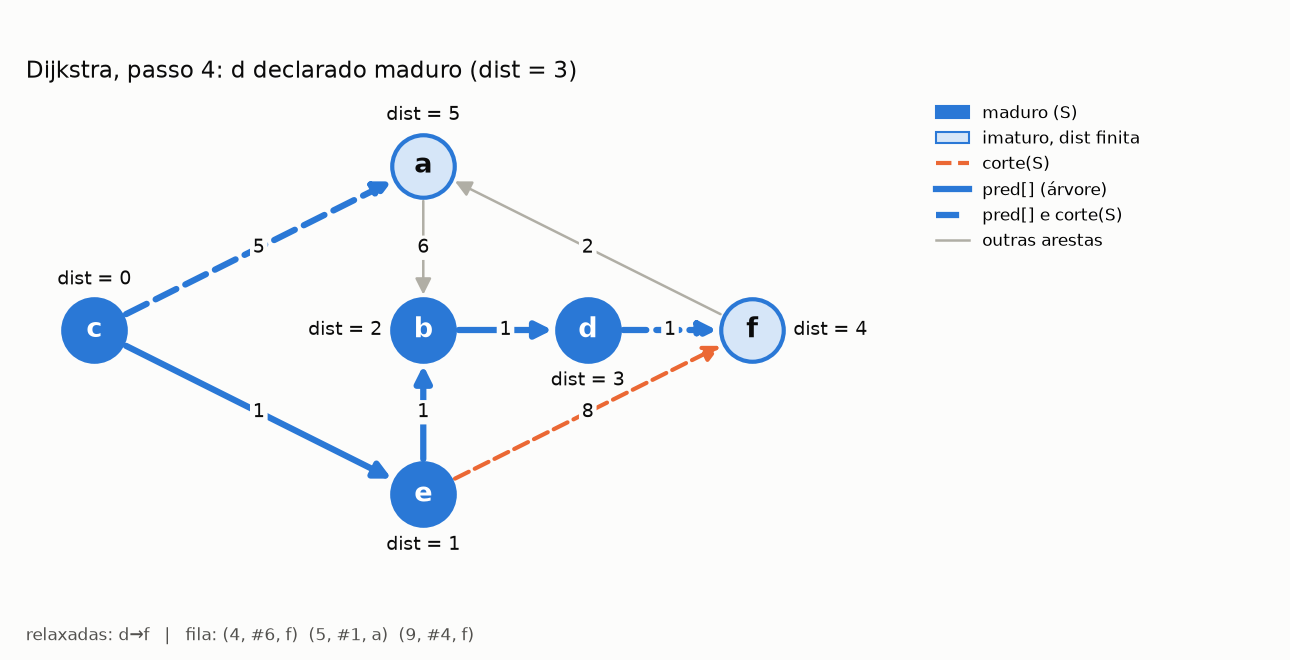 Dijkstra, passo 4: d declarado maduro (dist = 3)
dist = 5
maduro (S)
imaturo, dist finita
corte(S)
pred[] (árvore)
pred[] e corte(S)
outras arestas
a
5
6
2
dist = 0
c
dist = 2
b
1
d
1
f
dist = 4
dist = 3
1
1
8
e
dist = 1
relaxadas: d→f | fila: (4, #6, f) (5, #1, a) (9, #4, f)